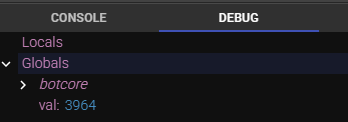 CONSOLE DEBUG
Locals
Globals
botcore
val: 3964